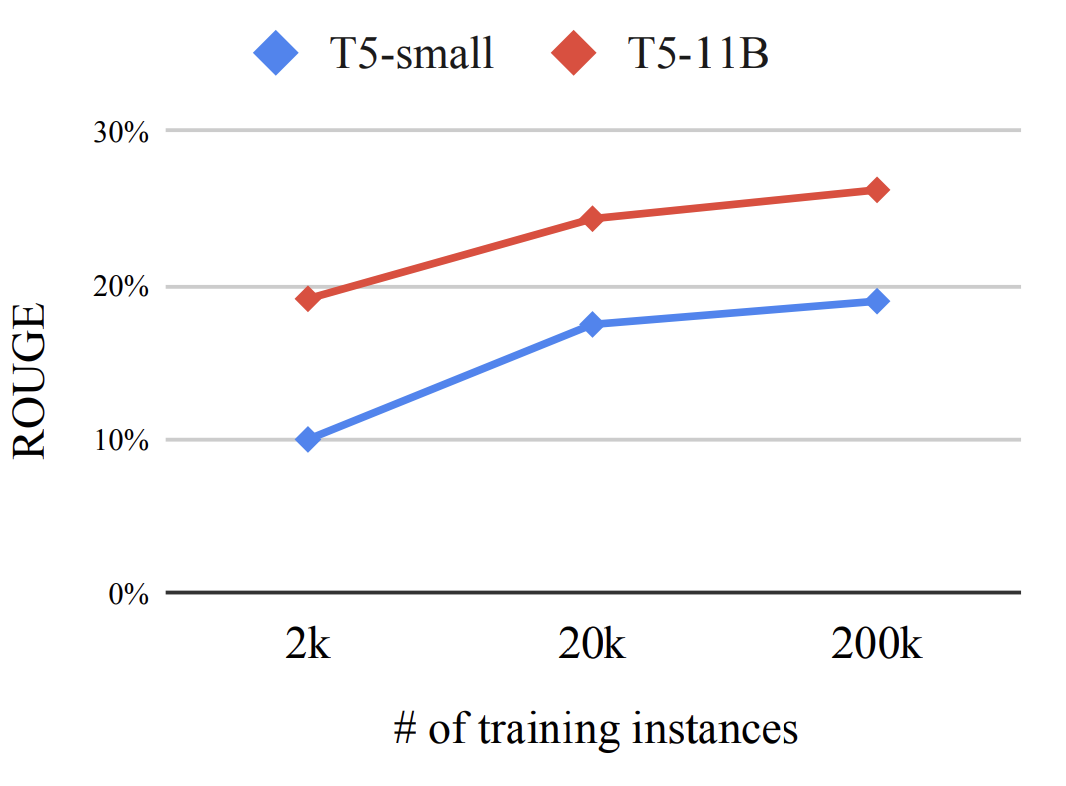 T5-small T5-11B
30%
20%
10%
0%
ROUGE
2k 20k 200k
# of training instances